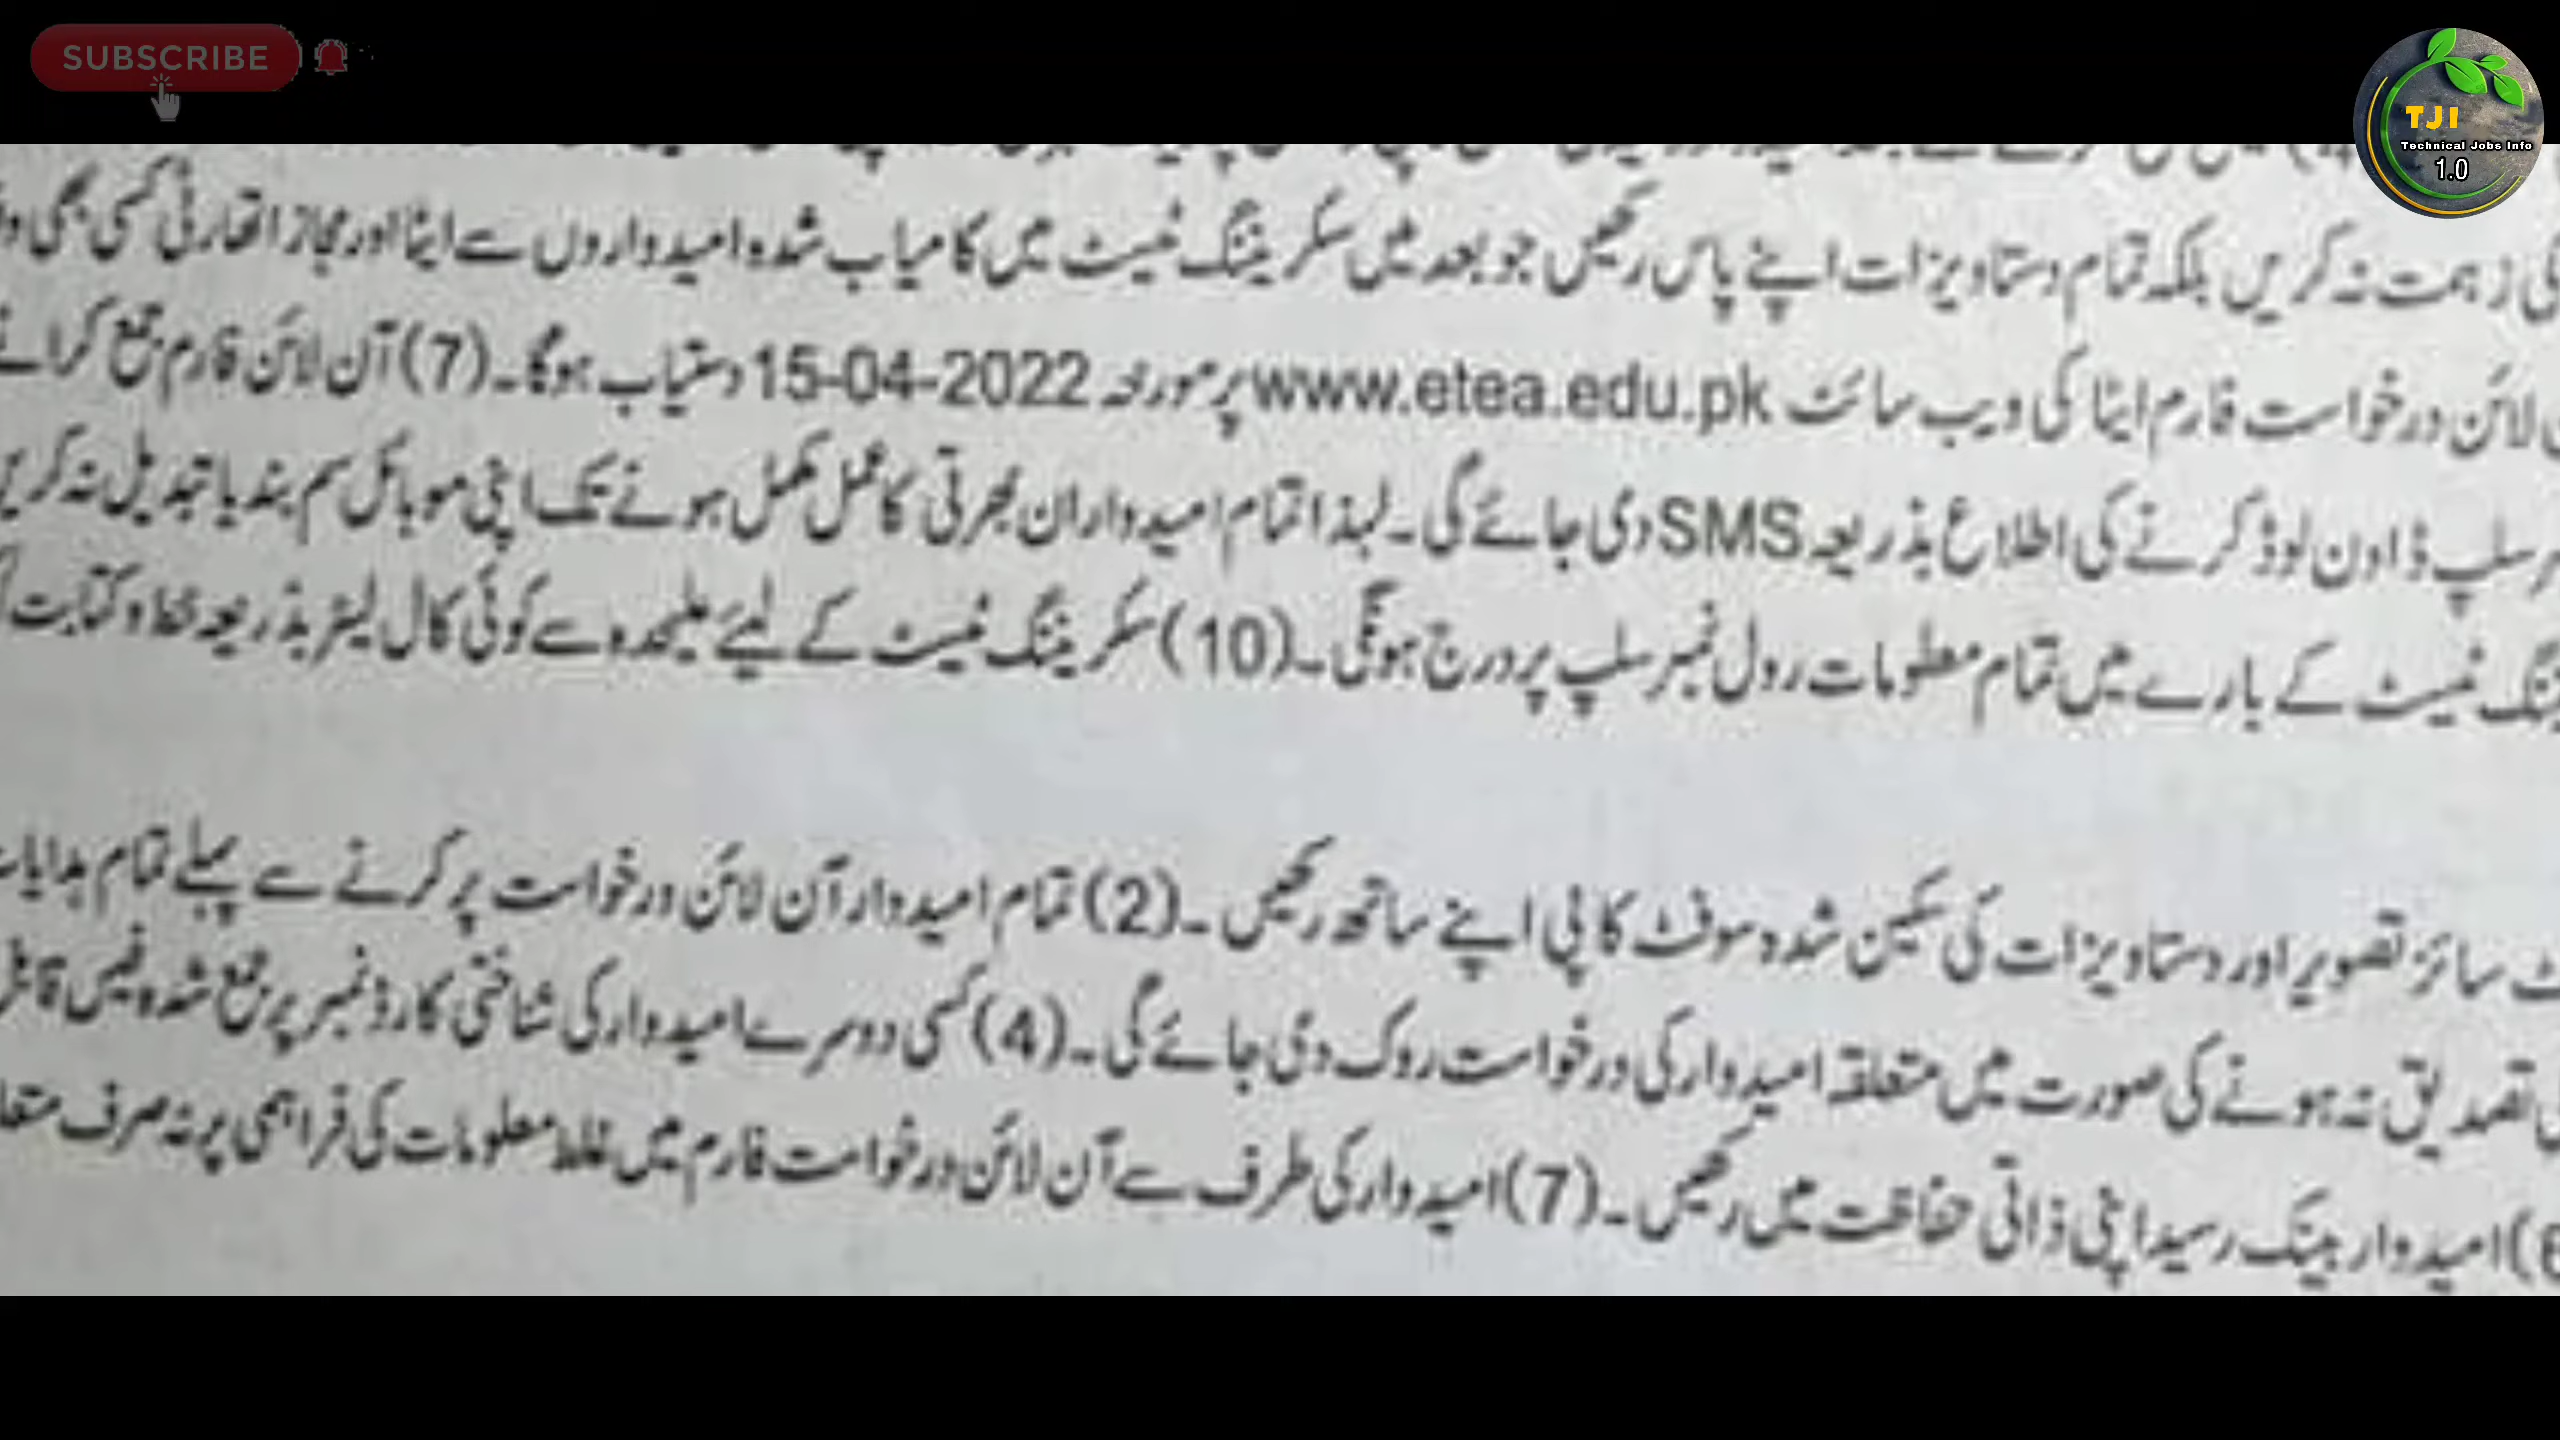 SUBSCRIBE
TJI
Technical Jobs Info
1.0
کی زحمت نہ کریں بلکہ تمام دستاویزات اپنے پاس رکھیں جو بعد میں سکریننگ ٹیسٹ میں کامیاب شدہ امیدواروں سے ایٹا اور مجاز اتھارٹی کسی بھی
لائن درخواست فارم ایٹا کی ویب سائٹ www.etea.edu.pk پر مورخہ 15-04-2022 دستیاب ہوگا۔ (7) آن لائن فارم جمع کرانے
سلپ ڈاون لوڈ کرنے کی اطلاع بذریعہ SMS دی جائے گی۔ لہذا تمام امیدواران بھرتی کا عمل مکمل ہونے تک اپنی موبائل سم بند یا تبدیل نہ کریں
ٹیسٹ کے بارے میں تمام معلومات رول نمبر سلپ پر درج ہونگی۔ (10) سکریننگ ٹیسٹ کے لیئے علیحدہ سے کوئی کال لیٹر بذریعہ خط و کتابت
سائز تصویر اور دستاویزات کی سکین شدہ سوفٹ کاپی اپنے ساتھ رکھیں۔ (2) تمام امیدوار آن لائن درخواست پر کرنے سے پہلے تمام
تصدیق نہ ہونے کی صورت میں متعلقہ امیدوار کی درخواست روک دی جائے گی۔ (4) کسی دوسرے امیدوار کی شناختی کارڈ نمبر پر جمع شدہ فیس
امیدوار بینک رسید اپنی ذاتی حفاظت میں رکھیں۔ (7) امیدوار کی طرف سے آن لائن درخواست فارم میں غلط معلومات کی فراہمی پر نہ صرف